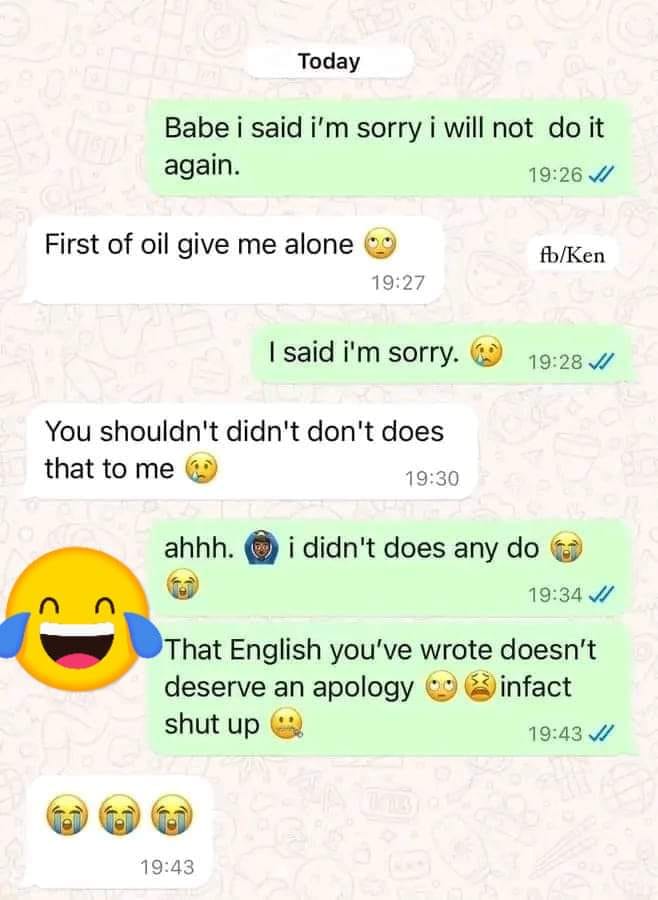 Today
Babe i said i'm sorry i will not do it
again.
19:26
First of oil give me alone 🙄
19:27
fb/Ken
I said i'm sorry. 😢
19:28
You shouldn't didn't don't does
that to me 😢
19:30
ahhh. 🙆🏿‍♂️ i didn't does any do 😭
😭
19:34
That English you've wrote doesn't
deserve an apology 🙄😫infact
shut up 🤐
19:43
😭😭😭
19:43